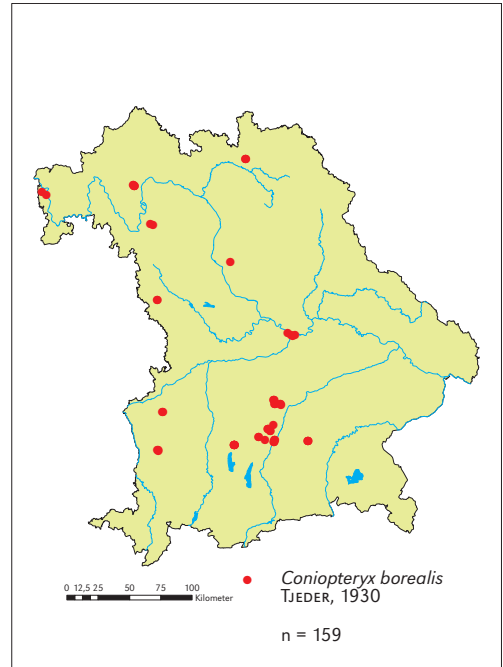 0 12,5 25 50 75 100
Kilometer
Coniopteryx borealis
TJEDER, 1930
n = 159